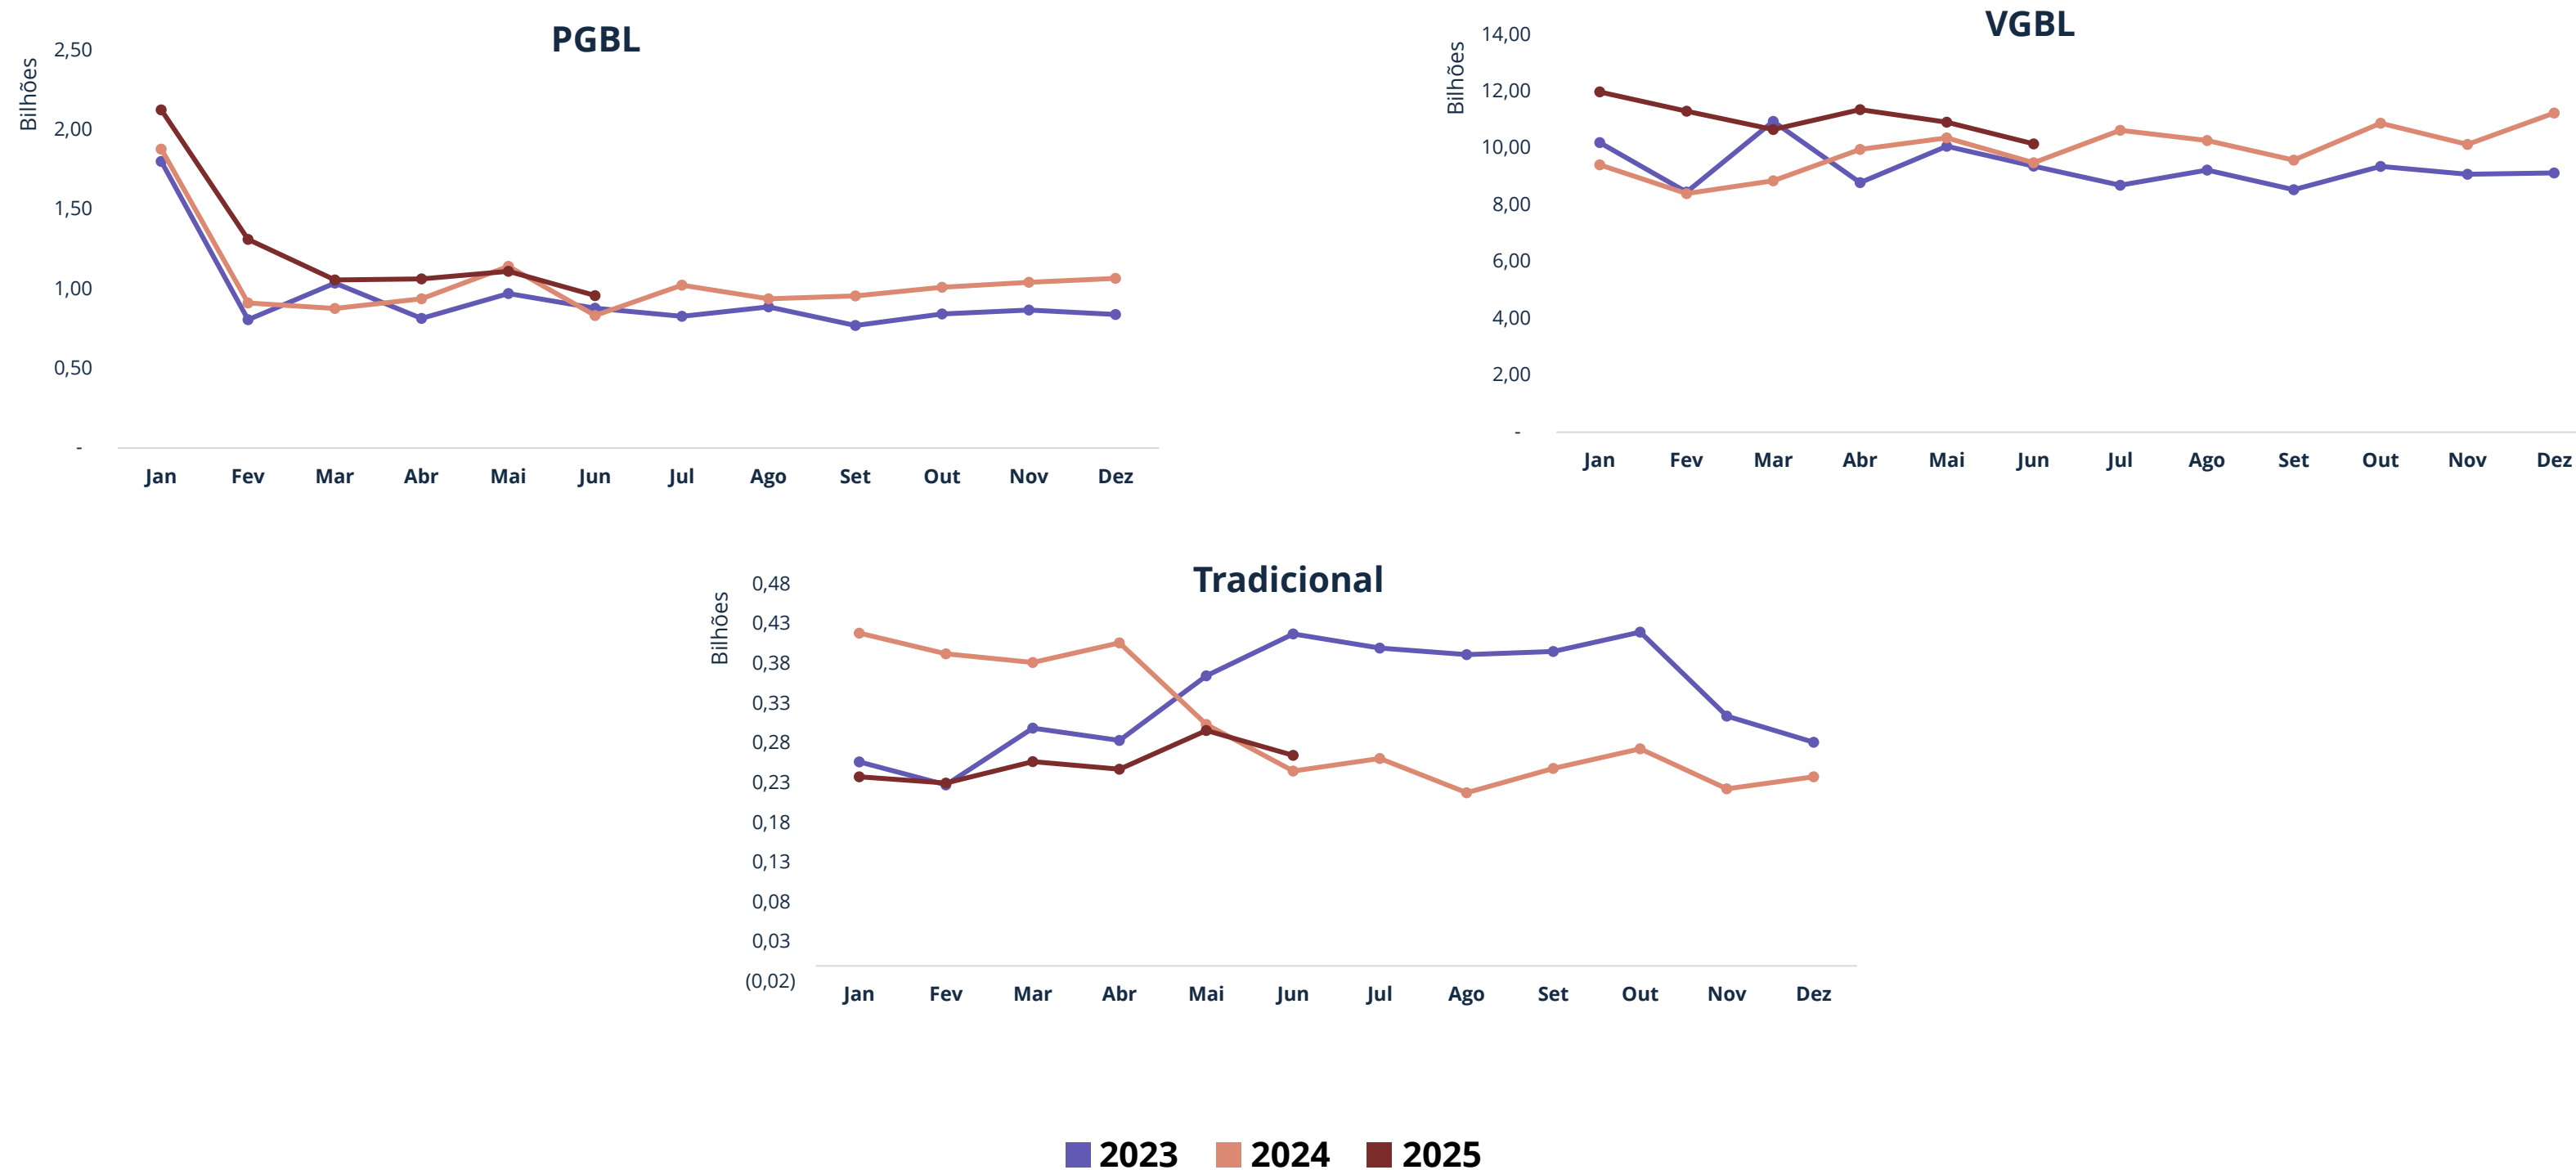 PGBL
Bilhões
2,50
2,00
1,50
1,00
0,50
-
Jan Fev Mar Abr Mai Jun Jul Ago Set Out Nov Dez
VGBL
Bilhões
14,00
12,00
10,00
8,00
6,00
4,00
2,00
-
Jan Fev Mar Abr Mai Jun Jul Ago Set Out Nov Dez
Tradicional
Bilhões
0,48
0,43
0,38
0,33
0,28
0,23
0,18
0,13
0,08
0,03
(0,02)
Jan Fev Mar Abr Mai Jun Jul Ago Set Out Nov Dez
2023 2024 2025